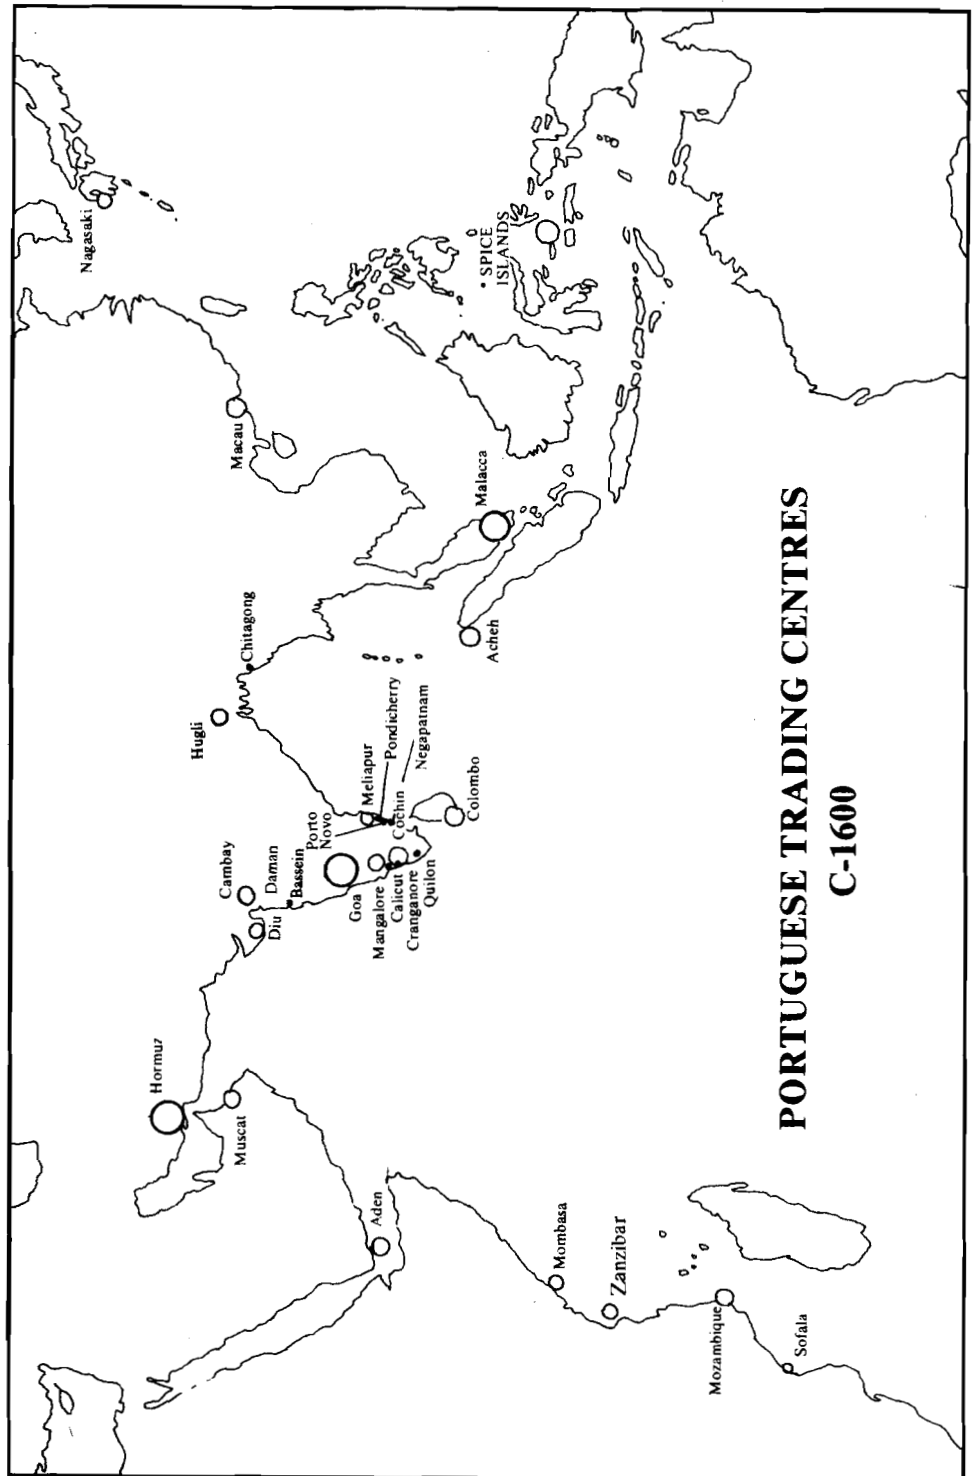 Nagasaki
Macau
SPICE
ISLANDS
Malacca
Acheh
Chitagong
Hugli
Meliapur
Pondicherry
Negapatnam
Porto
Novo
Cochin
Colombo
Cambay
Daman
Bassein
Diu
Goa
Mangalore
Calicut
Cranganore
Quilon
Hormuz
Muscat
Aden
Mombasa
Zanzibar
Mozambique
Sofala
PORTUGUESE TRADING CENTRES
C-1600